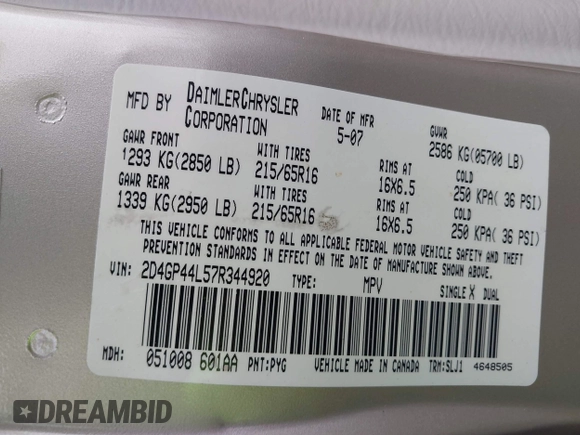 MFD BY DAIMLERCHRYSLER CORPORATION DATE OF MFR 5-07 GVWR 2586 KG(05700 LB)
GAWR FRONT WITH TIRES RIMS AT COLD
1293 KG(2850 LB) 215/65R16 16X6.5 250 KPA( 36 PSI)
GAWR REAR WITH TIRES RIMS AT COLD
1339 KG(2950 LB) 215/65R16 16X6.5 250 KPA( 36 PSI)
THIS VEHICLE CONFORMS TO ALL APPLICABLE FEDERAL MOTOR VEHICLE SAFETY AND THEFT
PREVENTION STANDARDS IN EFFECT ON THE DATE OF MANUFACTURE SHOWN ABOVE
VIN: 2D4GP44L57R344920 TYPE: MPV SINGLE X DUAL
MDH: 051008 601AA PNT:PYG VEHICLE MADE IN CANADA TRM:SLJ1 4648505
DREAMBID